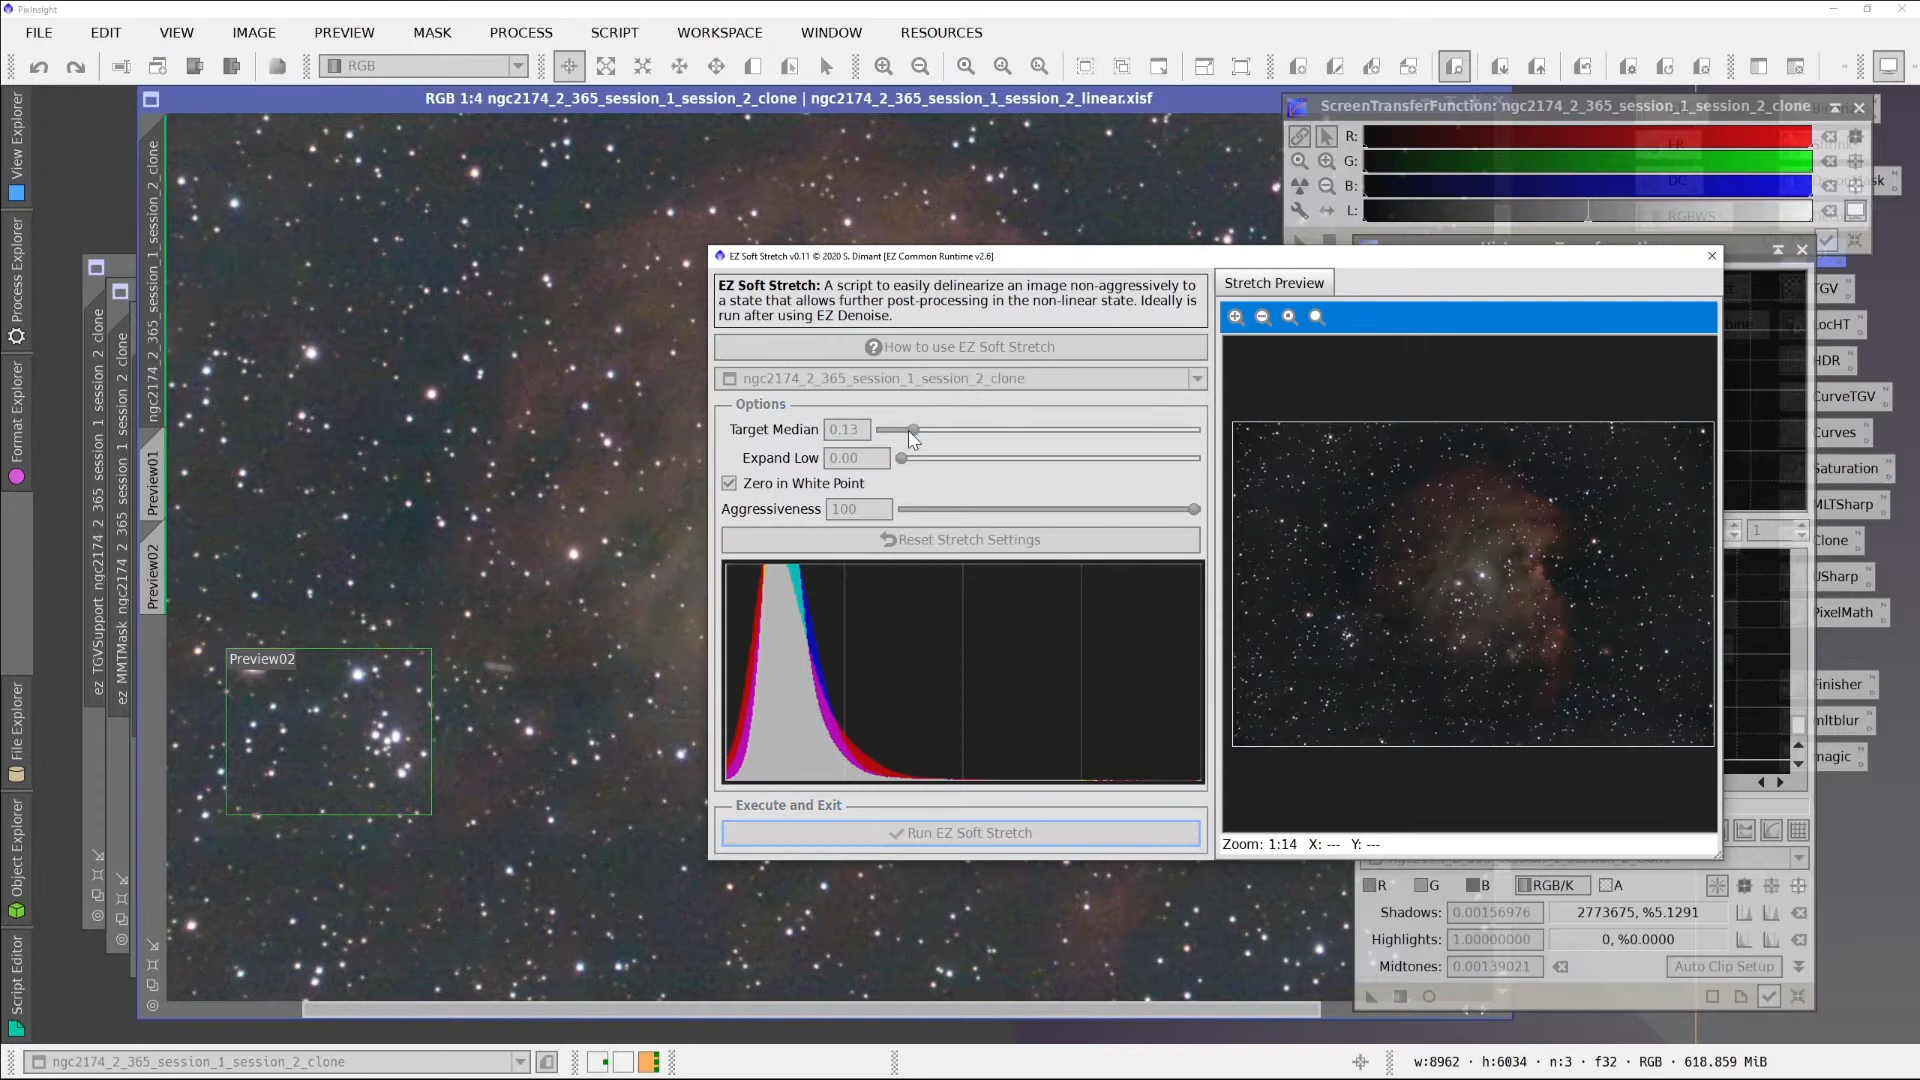 PixInsight
FILE EDIT VIEW IMAGE PREVIEW MASK PROCESS SCRIPT WORKSPACE WINDOW RESOURCES
RGB
RGB 1:4 ngc2174_2_365_session_1_session_2_clone | ngc2174_2_365_session_1_session_2_linear.xisf
View Explorer
Process Explorer
Format Explorer
File Explorer
Object Explorer
Script Editor
ez_TGVSupport_ngc2174_2_365_session_1_session_2_clone
ez_MMTMask_ngc2174_2_365_session_1_session_2_clone
ngc2174_2_365_session_1_session_2_clone
Preview01
Preview02
Preview02
ScreenTransferFunction: ngc2174_2_365_session_1_session_2_clone
R:
G:
B:
L:
FR
DC
RGBWS
EZ Soft Stretch v0.11 © 2020 S. Dimant [EZ Common Runtime v2.6]
EZ Soft Stretch: A script to easily delinearize an image non-aggressively to
a state that allows further post-processing in the non-linear state. Ideally is
run after using EZ Denoise.
How to use EZ Soft Stretch
ngc2174_2_365_session_1_session_2_clone
Options
Target Median 0.13
Expand Low 0.00
Zero in White Point
Aggressiveness 100
Reset Stretch Settings
Execute and Exit
Run EZ Soft Stretch
Stretch Preview
Zoom: 1:14 X: --- Y: ---
TGV
LocHT
HDR
CurveTGV
Curves
Saturation
MLTSharp
1
Clone
USharp
PixelMath
Finisher
mltblur
magic
R G B RGB/K A
Shadows: 0.00156976 2773675, %5.1291
Highlights: 1.00000000 0, %0.0000
Midtones: 0.00139021 Auto Clip Setup
ngc2174_2_365_session_1_session_2_clone
w:8962 · h:6034 · n:3 · f32 · RGB · 618.859 MiB